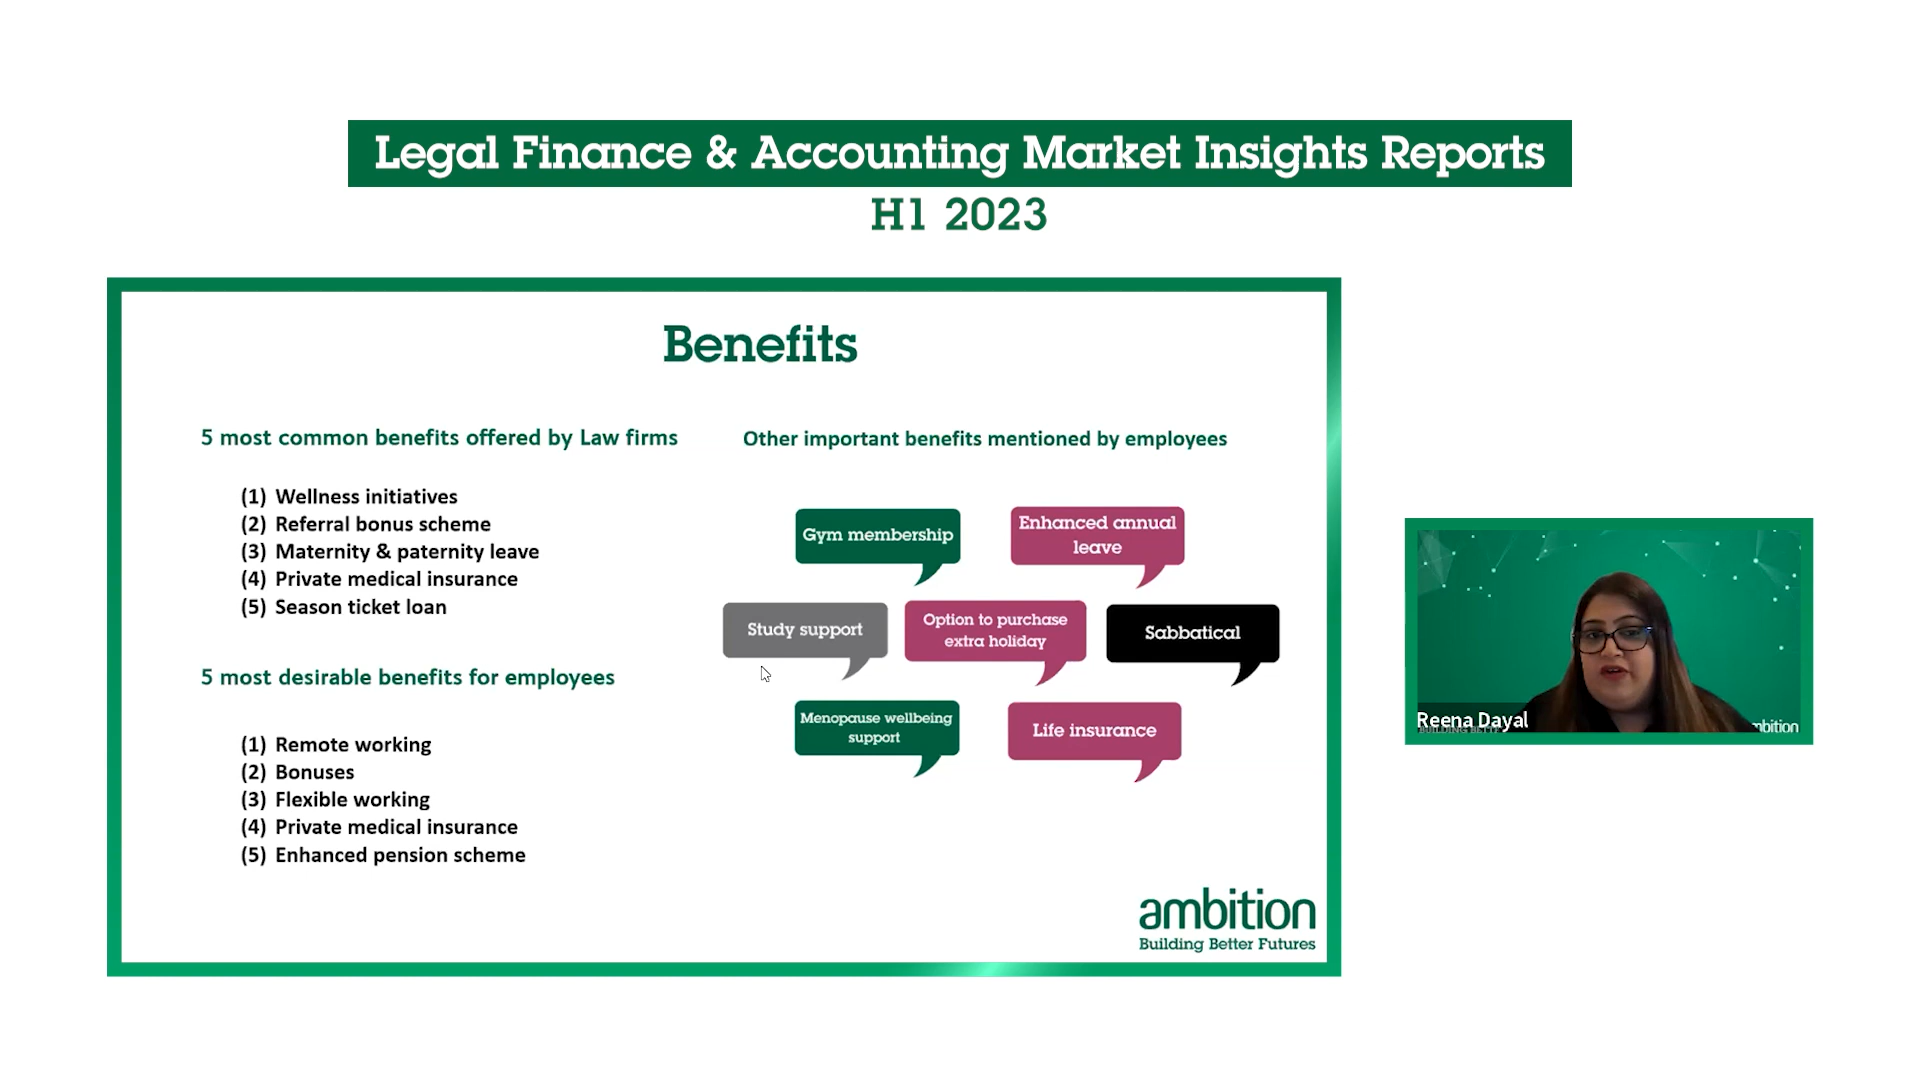 Legal Finance & Accounting Market Insights Reports
H1 2023
Benefits
5 most common benefits offered by Law firms
(1) Wellness initiatives
(2) Referral bonus scheme
(3) Maternity & paternity leave
(4) Private medical insurance
(5) Season ticket loan
5 most desirable benefits for employees
(1) Remote working
(2) Bonuses
(3) Flexible working
(4) Private medical insurance
(5) Enhanced pension scheme
Other important benefits mentioned by employees
Gym membership
Enhanced annual
leave
Study support
Option to purchase
extra holiday
Sabbatical
Menopause wellbeing
support
Life insurance
ambition
Building Better Futures
Reena Dayal